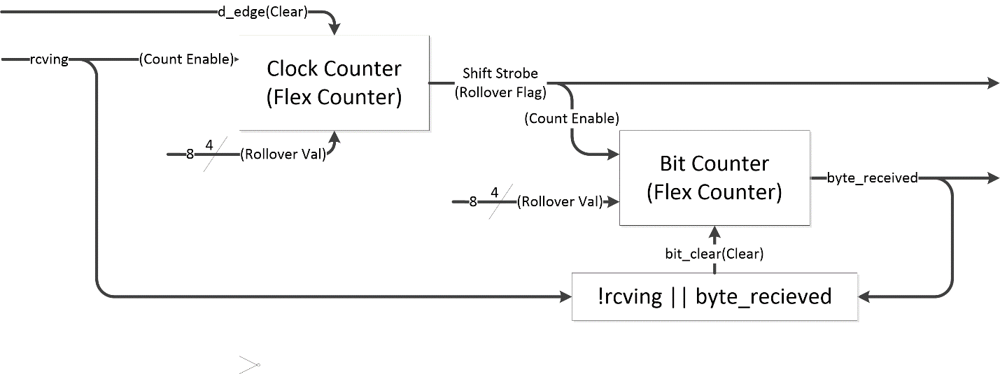 d_edge(Clear)
rcving
(Count Enable)
Clock Counter
(Flex Counter)
Shift Strobe
(Rollover Flag)
(Count Enable)
8
4
(Rollover Val)
Bit Counter
(Flex Counter)
byte_received
8
4
(Rollover Val)
bit_clear(Clear)
!rcving || byte_recieved